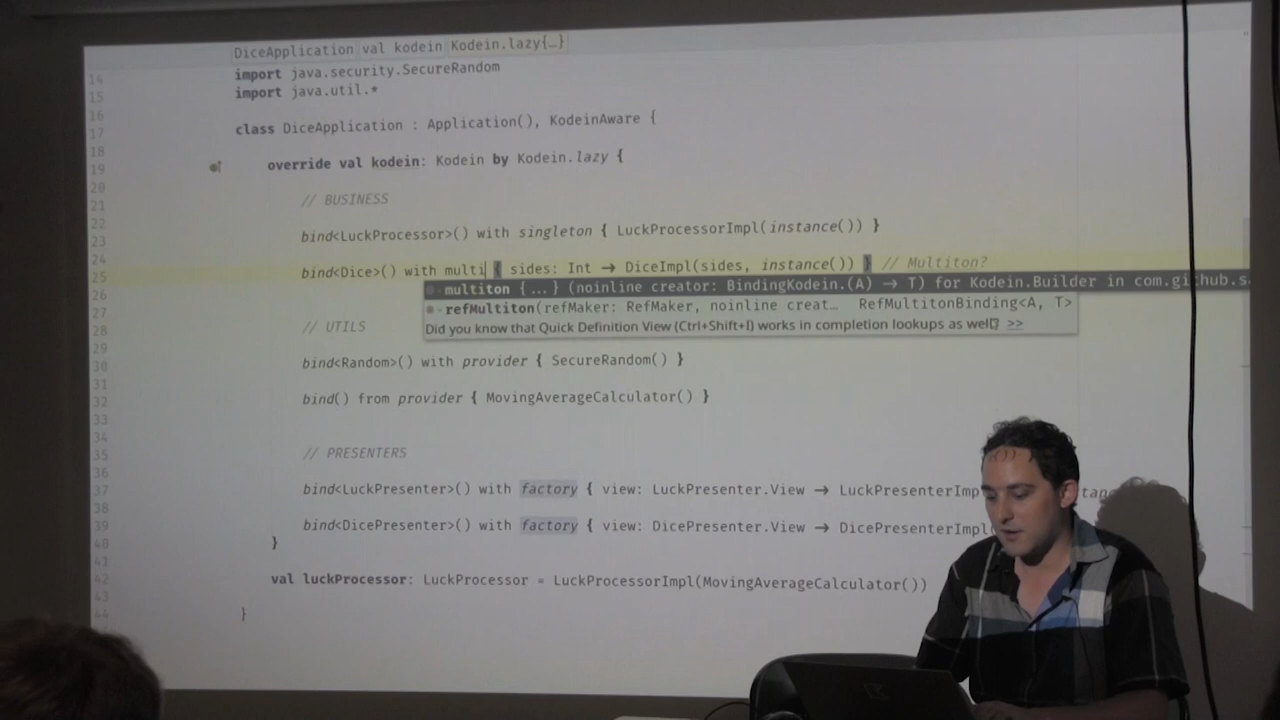 DiceApplication val kodein Kodein.lazy{…}
14
15 import java.security.SecureRandom
16 import java.util.*
17
18 class DiceApplication : Application(), KodeinAware {
19 override val kodein: Kodein by Kodein.lazy {
20
21 // BUSINESS
22
23 bind<LuckProcessor>() with singleton { LuckProcessorImpl(instance()) }
24
25 bind<Dice>() with multi { sides: Int → DiceImpl(sides, instance()) } // Multiton?
multiton {...} (noinline creator: BindingKodein.(A) → T) for Kodein.Builder in com.github.s
26 refMultiton(refMaker: RefMaker, noinline creat… RefMultitonBinding<A, T>
Did you know that Quick Definition View (Ctrl+Shift+I) works in completion lookups as well? >>
27
28 // UTILS
29
30 bind<Random>() with provider { SecureRandom() }
31
32 bind() from provider { MovingAverageCalculator() }
33
34
35 // PRESENTERS
36
37 bind<LuckPresenter>() with factory { view: LuckPresenter.View → LuckPresenterImp
38
39 bind<DicePresenter>() with factory { view: DicePresenter.View → DicePresenterImpl(
40 }
41
42 val luckProcessor: LuckProcessor = LuckProcessorImpl(MovingAverageCalculator())
43
44 }